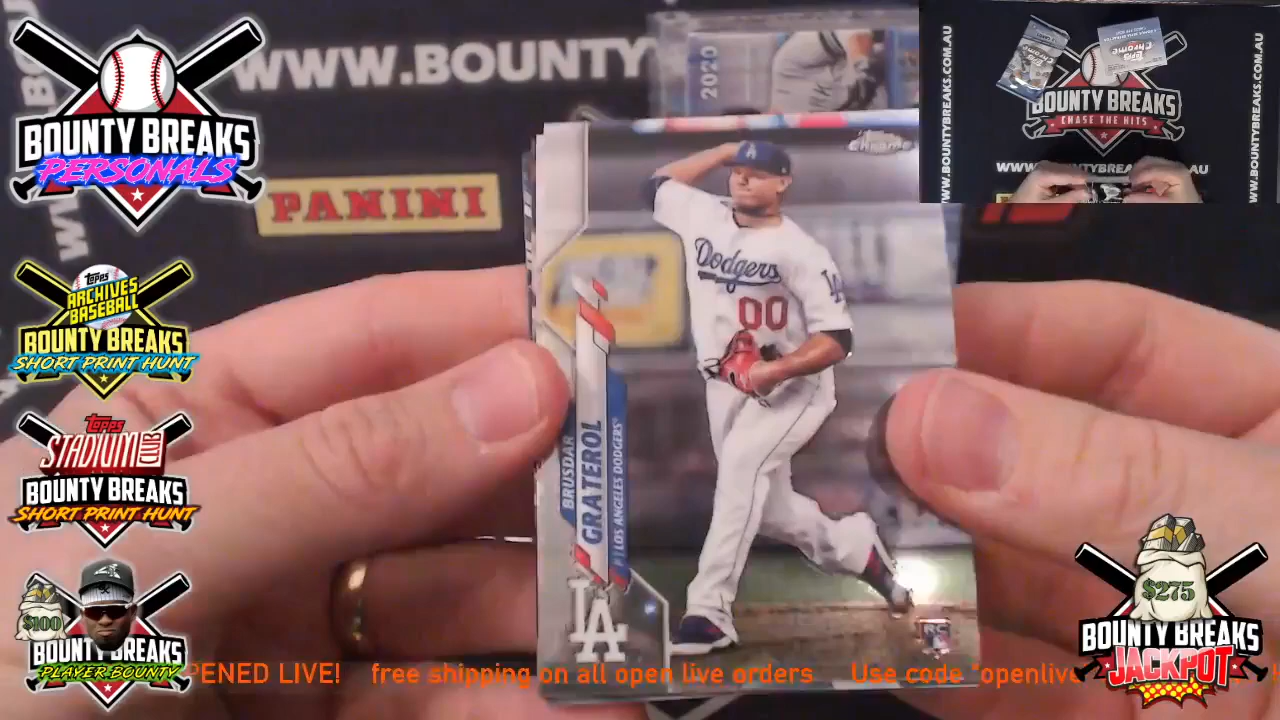 BOUNTY BREAKS
PERSONALS
TOPPS
ARCHIVES
BASEBALL
BOUNTY BREAKS
SHORT PRINT HUNT
TOPPS
STADIUM CLUB
BOUNTY BREAKS
SHORT PRINT HUNT
$100
BOUNTY BREAKS
PLAYER BOUNTY
WWW.BOUNTY
PANINI
2020
Chrome
Dodgers
00
LA
BRUSDAR
GRATEROL
LOS ANGELES DODGERS
LA
BOUNTY BREAKS
CHASE THE HITS
WWW.BOUNTYBREAKS.COM.AU
WWW.BOUNTYBREAKS.COM.AU
$275
BOUNTY BREAKS
JACKPOT
PENED LIVE! free shipping on all open live orders Use code "openlive